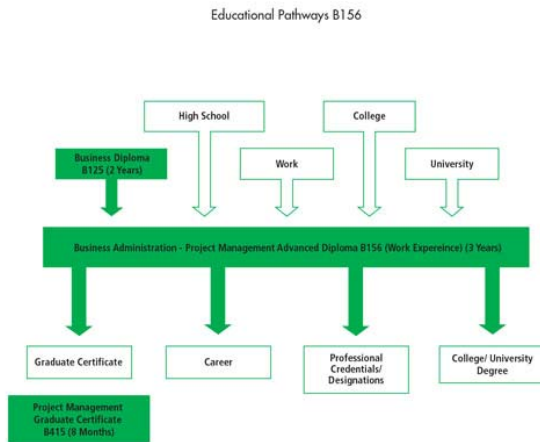 Educational Pathways B156
High School
College
Business Diploma
B125 (2 Years)
Work
University
Business Administration - Project Management Advanced Diploma B156 (Work Expereince) (3 Years)
Graduate Certificate
Career
Professional
Credentials/
Designations
College/ University
Degree
Project Management
Graduate Certificate
B415 (8 Months)